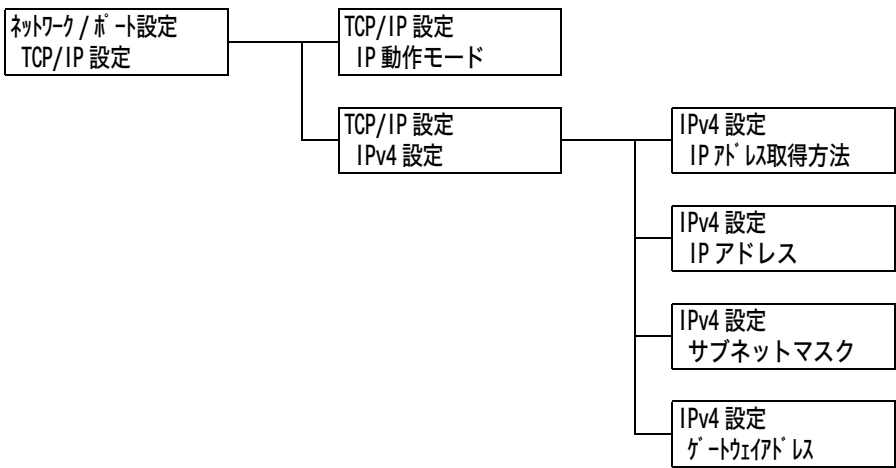 ﾈｯﾄﾜｰｸ / ﾎﾟｰﾄ設定
TCP/IP 設定
TCP/IP 設定
IP 動作モード
TCP/IP 設定
IPv4 設定
IPv4 設定
IP ｱﾄﾞﾚｽ取得方法
IPv4 設定
IP アドレス
IPv4 設定
サブネットマスク
IPv4 設定
ｹﾞｰﾄｳｪｲｱﾄﾞﾚｽ